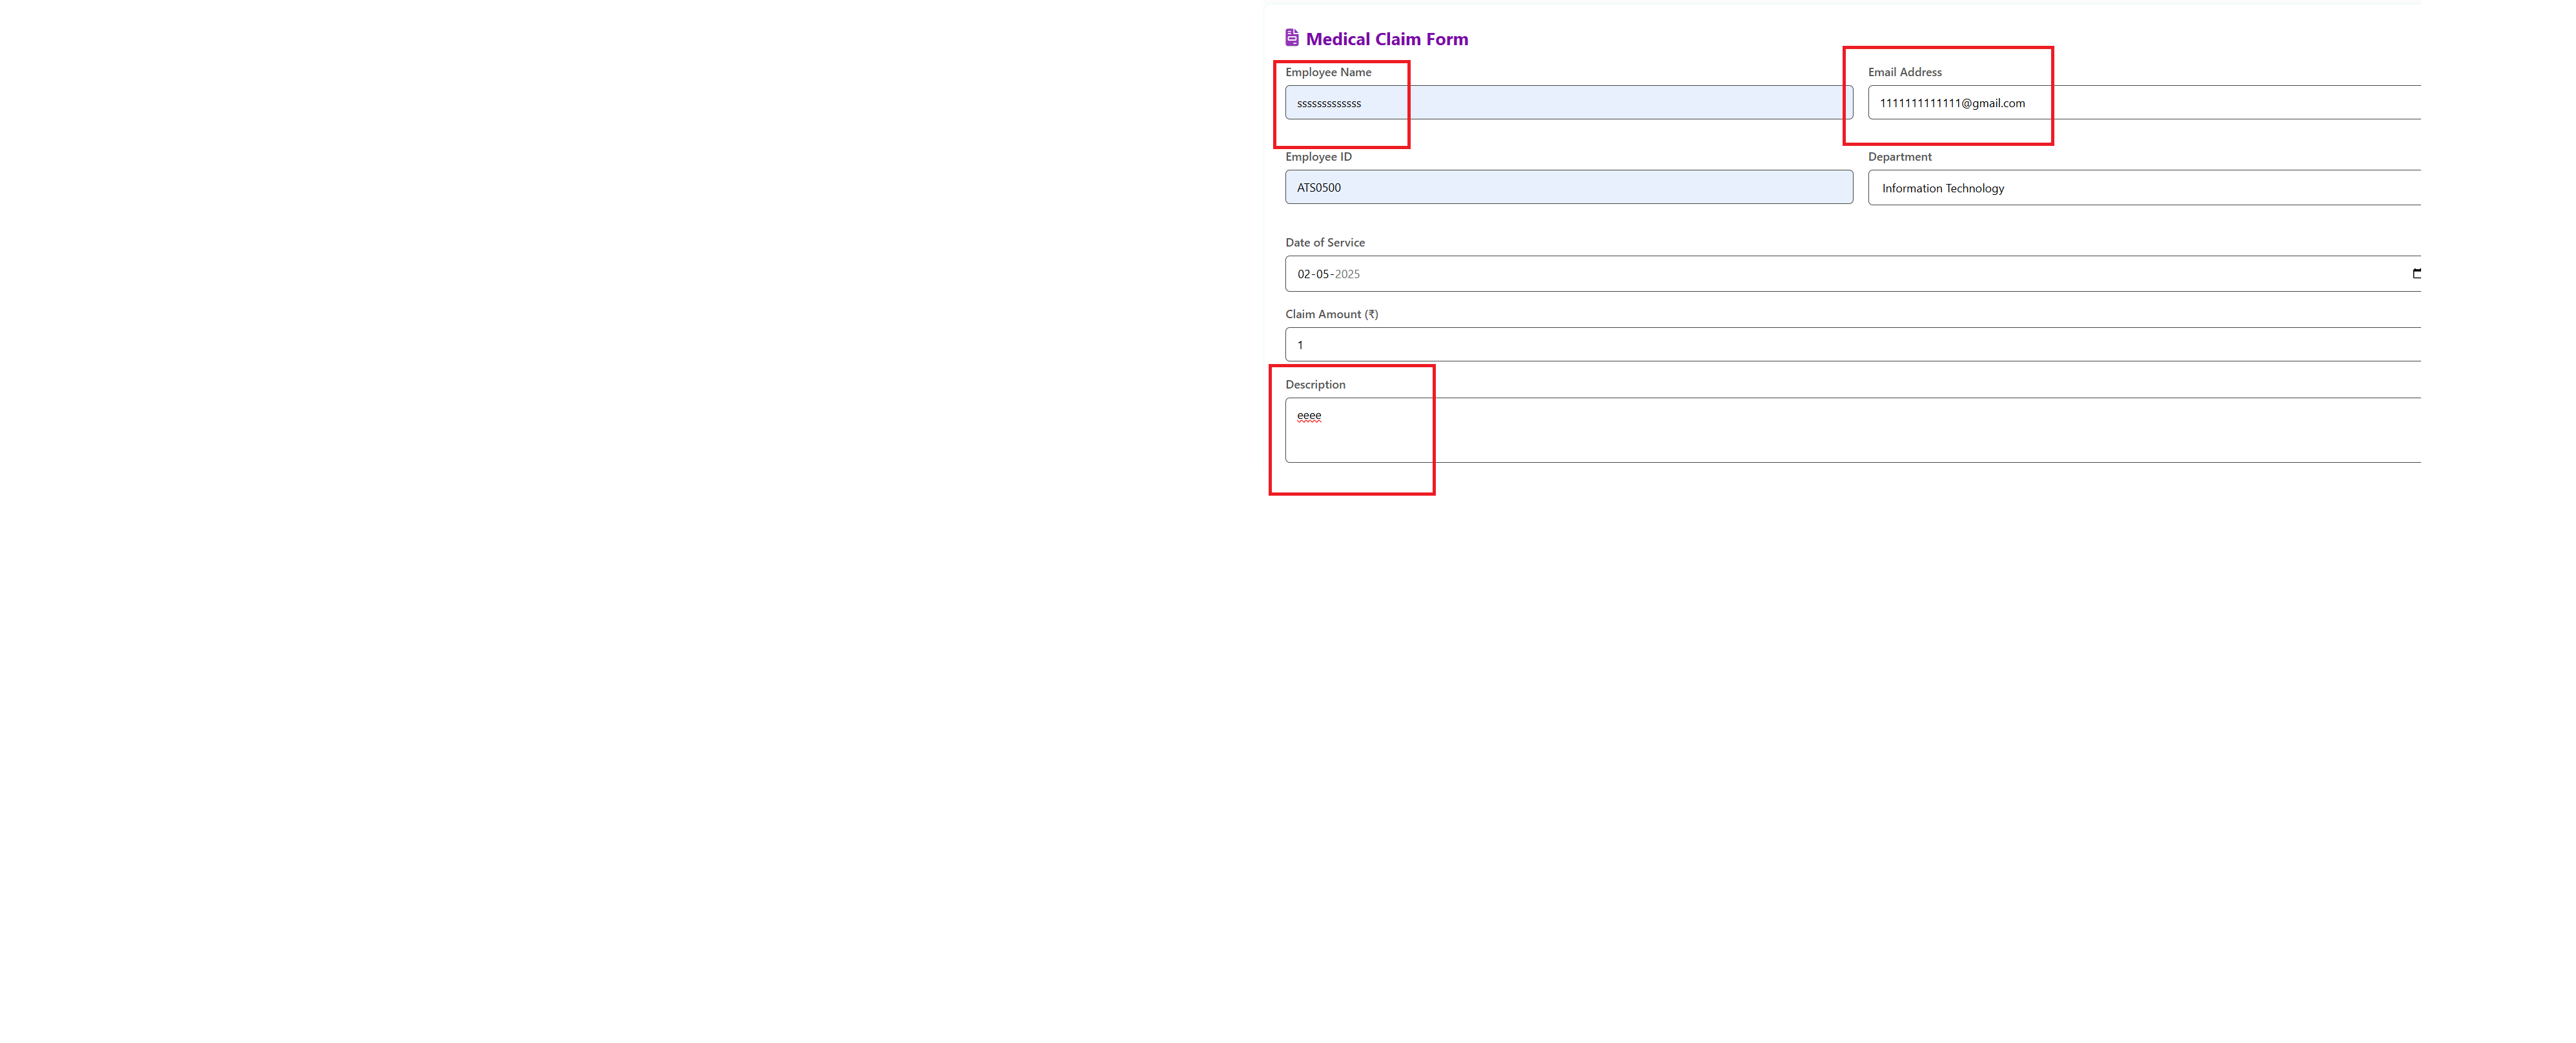 Medical Claim Form
Employee Name
Email Address
sssssssssssss
1111111111111@gmail.com
Employee ID
Department
ATS0500
Information Technology
Date of Service
02-05-2025
Claim Amount (₹)
1
Description
eeee